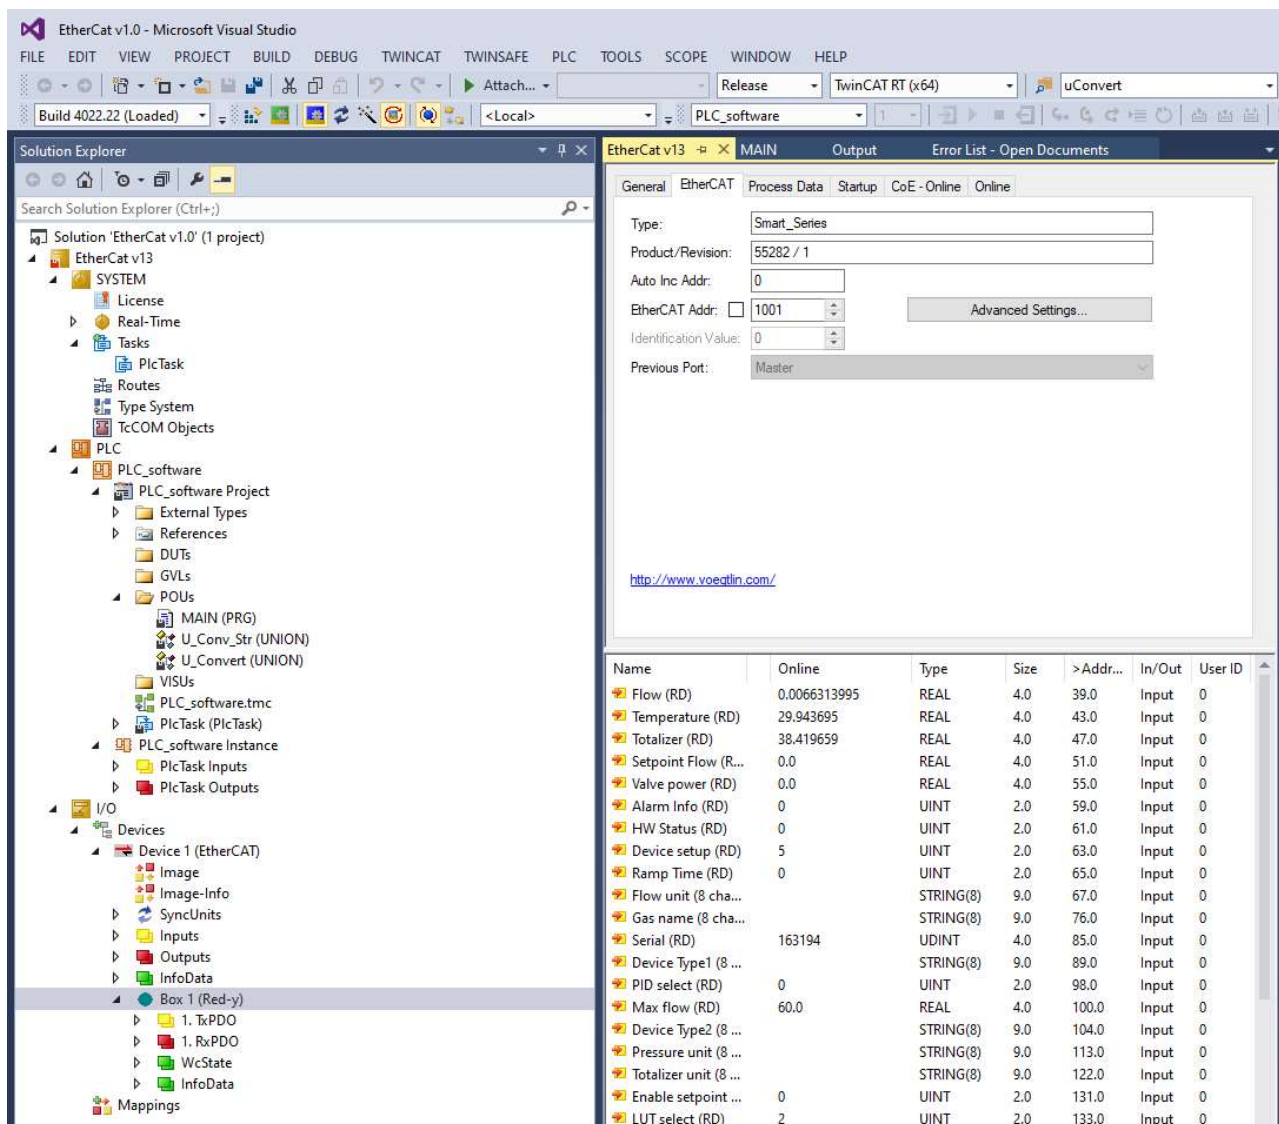 EtherCat v1.0 - Microsoft Visual Studio
FILE EDIT VIEW PROJECT BUILD DEBUG TWINCAT TWINSAFE PLC TOOLS SCOPE WINDOW HELP
Attach... Release TwinCAT RT (x64) uConvert
Build 4022.22 (Loaded) <Local> PLC_software 1
Solution Explorer
Search Solution Explorer (Ctrl+;)
Solution 'EtherCat v1.0' (1 project)
EtherCat v13
SYSTEM
License
Real-Time
Tasks
PlcTask
Routes
Type System
TcCOM Objects
PLC
PLC_software
PLC_software Project
External Types
References
DUTs
GVLs
POUs
MAIN (PRG)
U_Conv_Str (UNION)
U_Convert (UNION)
VISUs
PLC_software.tmc
PlcTask (PlcTask)
PLC_software Instance
PlcTask Inputs
PlcTask Outputs
I/O
Devices
Device 1 (EtherCAT)
Image
Image-Info
SyncUnits
Inputs
Outputs
InfoData
Box 1 (Red-y)
1. TxPDO
1. RxPDO
WcState
InfoData
Mappings
EtherCat v13 MAIN Output Error List - Open Documents
General EtherCAT Process Data Startup CoE - Online Online
Type: Smart_Series
Product/Revision: 55282 / 1
Auto Inc Addr: 0
EtherCAT Addr: 1001 Advanced Settings...
Identification Value: 0
Previous Port: Master
http://www.voegtlin.com/
Name Online Type Size >Addr... In/Out User ID
Flow (RD) 0.0066313995 REAL 4.0 39.0 Input 0
Temperature (RD) 29.943695 REAL 4.0 43.0 Input 0
Totalizer (RD) 38.419659 REAL 4.0 47.0 Input 0
Setpoint Flow (R... 0.0 REAL 4.0 51.0 Input 0
Valve power (RD) 0.0 REAL 4.0 55.0 Input 0
Alarm Info (RD) 0 UINT 2.0 59.0 Input 0
HW Status (RD) 0 UINT 2.0 61.0 Input 0
Device setup (RD) 5 UINT 2.0 63.0 Input 0
Ramp Time (RD) 0 UINT 2.0 65.0 Input 0
Flow unit (8 cha... STRING(8) 9.0 67.0 Input 0
Gas name (8 cha... STRING(8) 9.0 76.0 Input 0
Serial (RD) 163194 UDINT 4.0 85.0 Input 0
Device Type1 (8 ... STRING(8) 9.0 89.0 Input 0
PID select (RD) 0 UINT 2.0 98.0 Input 0
Max flow (RD) 60.0 REAL 4.0 100.0 Input 0
Device Type2 (8 ... STRING(8) 9.0 104.0 Input 0
Pressure unit (8 ... STRING(8) 9.0 113.0 Input 0
Totalizer unit (8 ... STRING(8) 9.0 122.0 Input 0
Enable setpoint ... 0 UINT 2.0 131.0 Input 0
LUT select (RD) 2 UINT 2.0 133.0 Input 0